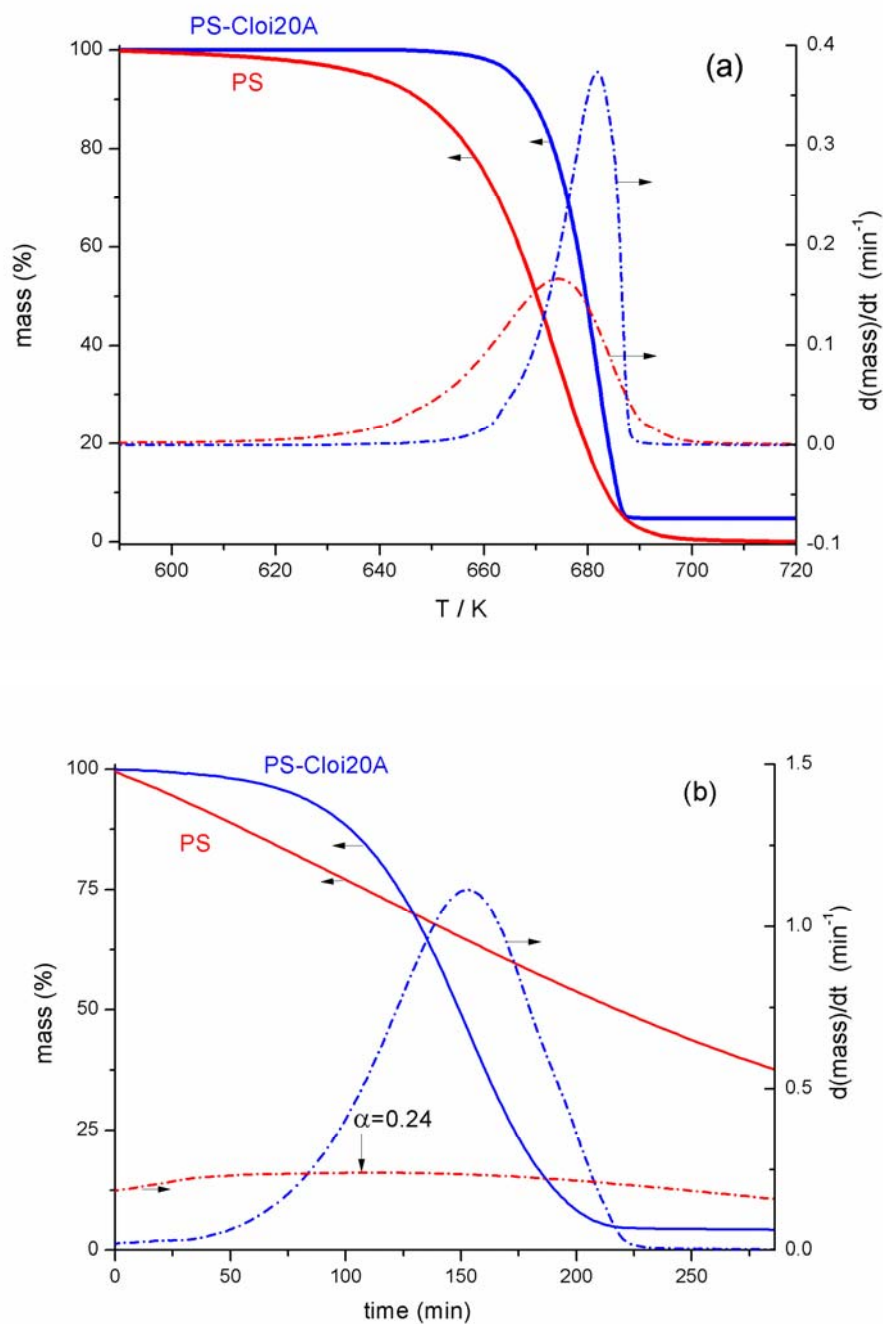 PS-Cloi20A
(a)
PS
100
80
60
40
20
0
mass (%)
0.4
0.3
0.2
0.1
0.0
-0.1
d(mass)/dt (min⁻¹)
600 620 640 660 680 700 720
T / K
PS-Cloi20A
(b)
PS
100
75
50
25
0
mass (%)
1.5
1.0
0.5
0.0
d(mass)/dt (min⁻¹)
α=0.24
0 50 100 150 200 250
time (min)